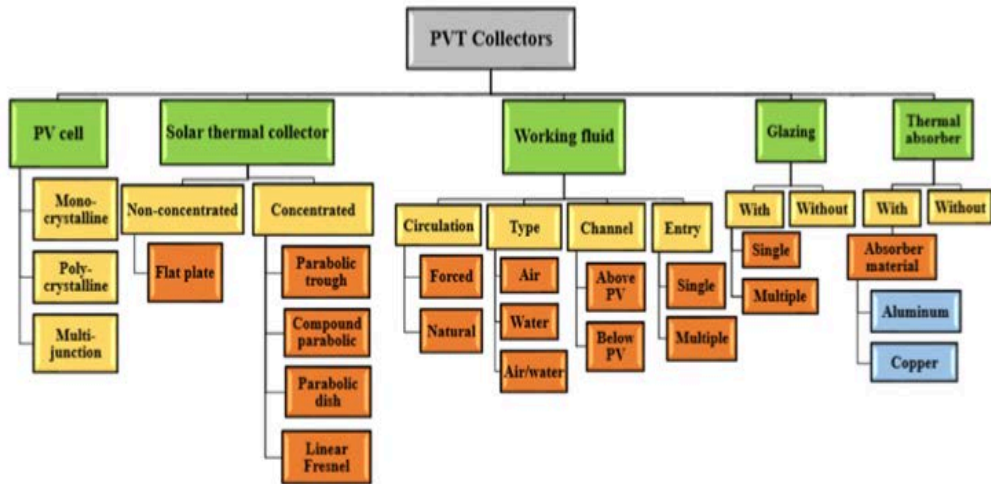 PVT Collectors
PV cell
Solar thermal collector
Working fluid
Glazing
Thermal
absorber
Mono-
crystalline
Poly-
crystalline
Multi-
junction
Non-concentrated
Flat plate
Concentrated
Parabolic
trough
Compound
parabolic
Parabolic
dish
Linear
Fresnel
Circulation
Forced
Natural
Type
Air
Water
Air/water
Channel
Above
PV
Below
PV
Entry
Single
Multiple
With
Single
Multiple
Without
With
Absorber
material
Aluminum
Copper
Without